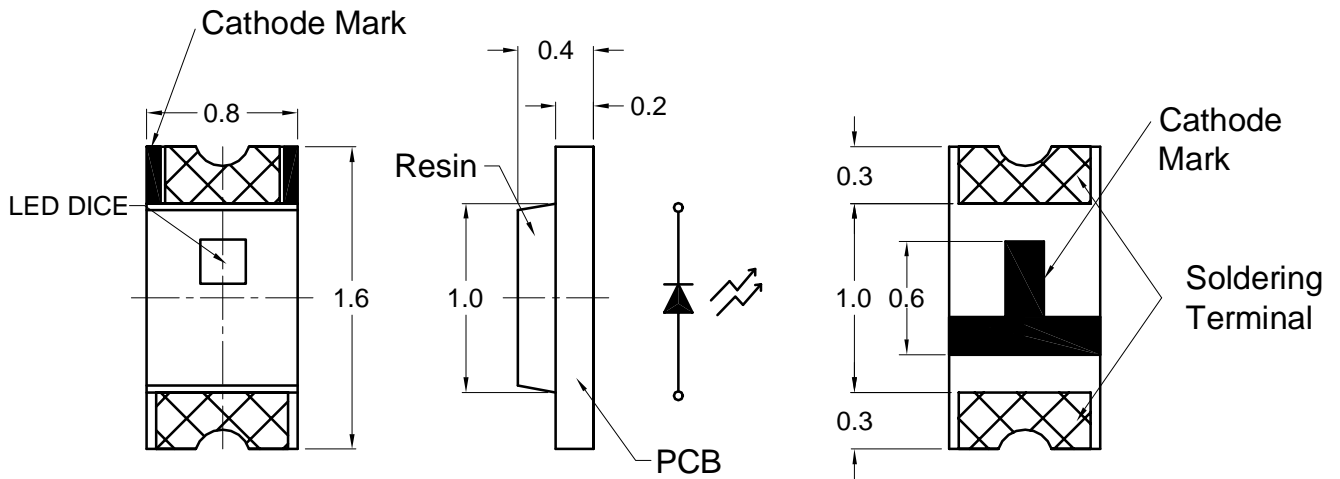 Cathode Mark
0.8
LED DICE
1.6
0.4
0.2
Resin
1.0
PCB
Cathode
Mark
0.3
1.0
0.6
0.3
Soldering
Terminal